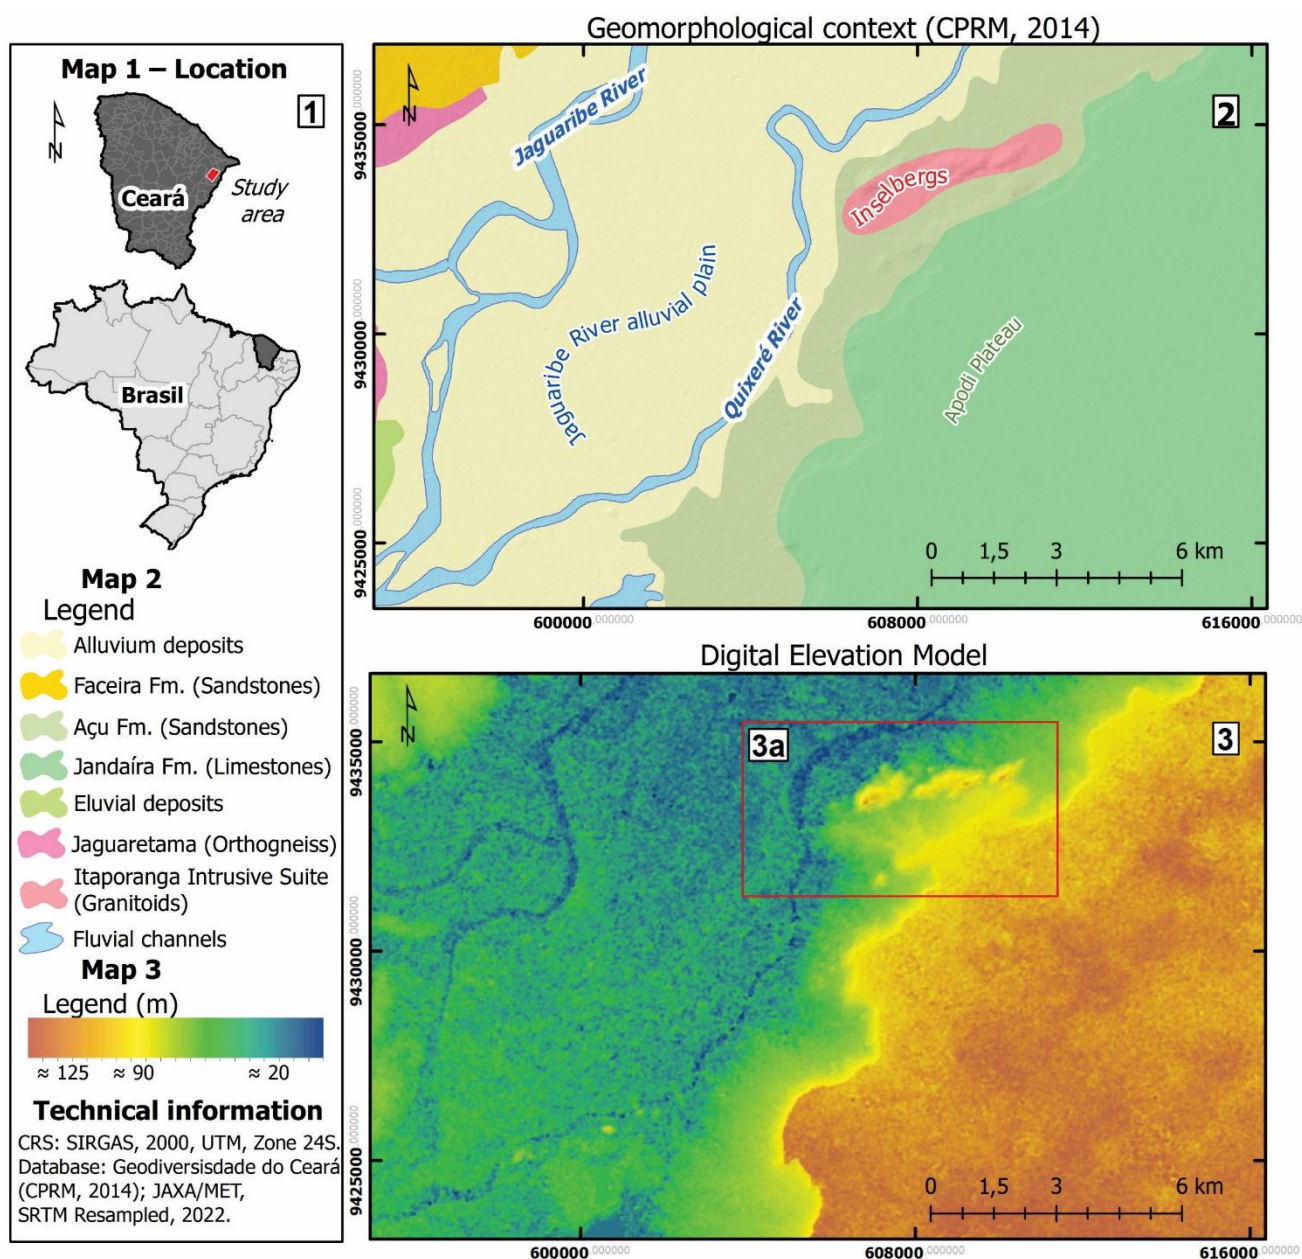 Map 1 – Location
1
N
Ceará
Study
area
Brasil
Map 2
Legend
Alluvium deposits
Faceira Fm. (Sandstones)
Açu Fm. (Sandstones)
Jandaíra Fm. (Limestones)
Eluvial deposits
Jaguaretama (Orthogneiss)
Itaporanga Intrusive Suite
(Granitoids)
Fluvial channels
Map 3
Legend (m)
≈ 125 ≈ 90 ≈ 20
Technical information
CRS: SIRGAS, 2000, UTM, Zone 24S.
Database: Geodiversisdade do Ceará
(CPRM, 2014); JAXA/MET,
SRTM Resampled, 2022.
Geomorphological context (CPRM, 2014)
N
2
Jaguaribe River
Inselbergs
Jaguaribe River alluvial plain
Quixeré River
Apodi Plateau
0 1,5 3 6 km
9435000,000000
9430000,000000
9425000,000000
600000,000000 608000,000000 616000,000000
Digital Elevation Model
N
3a
3
0 1,5 3 6 km
9435000,000000
9430000,000000
9425000,000000
600000,000000 608000,000000 616000,000000